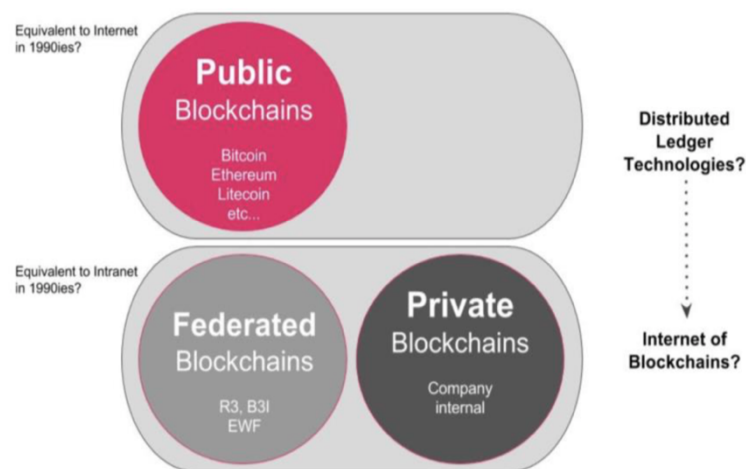 Equivalent to Internet
in 1990ies?
Public
Blockchains
Bitcoin
Ethereum
Litecoin
etc...
Distributed
Ledger
Technologies?
Equivalent to Intranet
in 1990ies?
Federated
Blockchains
R3, B3I
EWF
Private
Blockchains
Company
internal
Internet of
Blockchains?